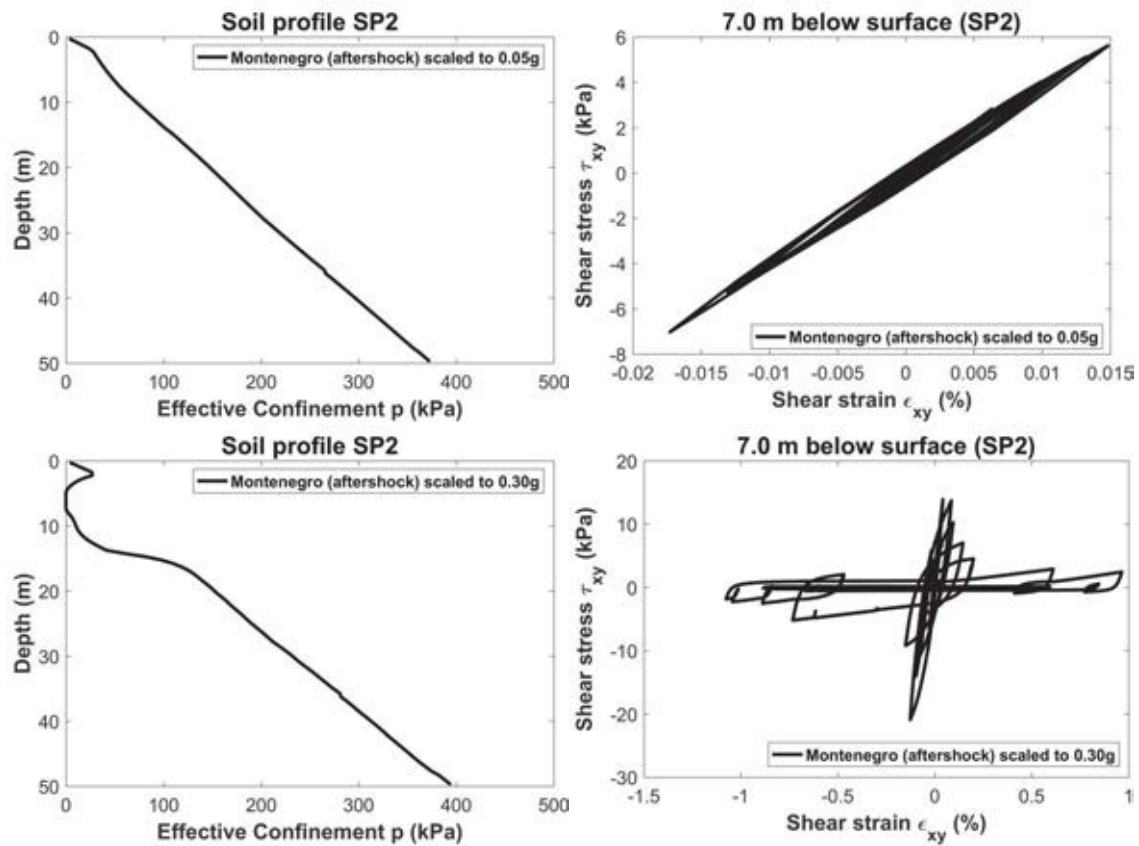 Soil profile SP2
Montenegro (aftershock) scaled to 0.05g
0
10
20
30
40
50
Depth (m)
0 100 200 300 400 500
Effective Confinement p (kPa)
7.0 m below surface (SP2)
6
4
2
0
-2
-4
-6
-8
Shear stress τxy (kPa)
Montenegro (aftershock) scaled to 0.05g
-0.02 -0.015 -0.01 -0.005 0 0.005 0.01 0.015
Shear strain ϵxy (%)
Soil profile SP2
Montenegro (aftershock) scaled to 0.30g
0
10
20
30
40
50
Depth (m)
0 100 200 300 400 500
Effective Confinement p (kPa)
7.0 m below surface (SP2)
20
10
0
-10
-20
-30
Shear stress τxy (kPa)
Montenegro (aftershock) scaled to 0.30g
-1.5 -1 -0.5 0 0.5 1
Shear strain ϵxy (%)